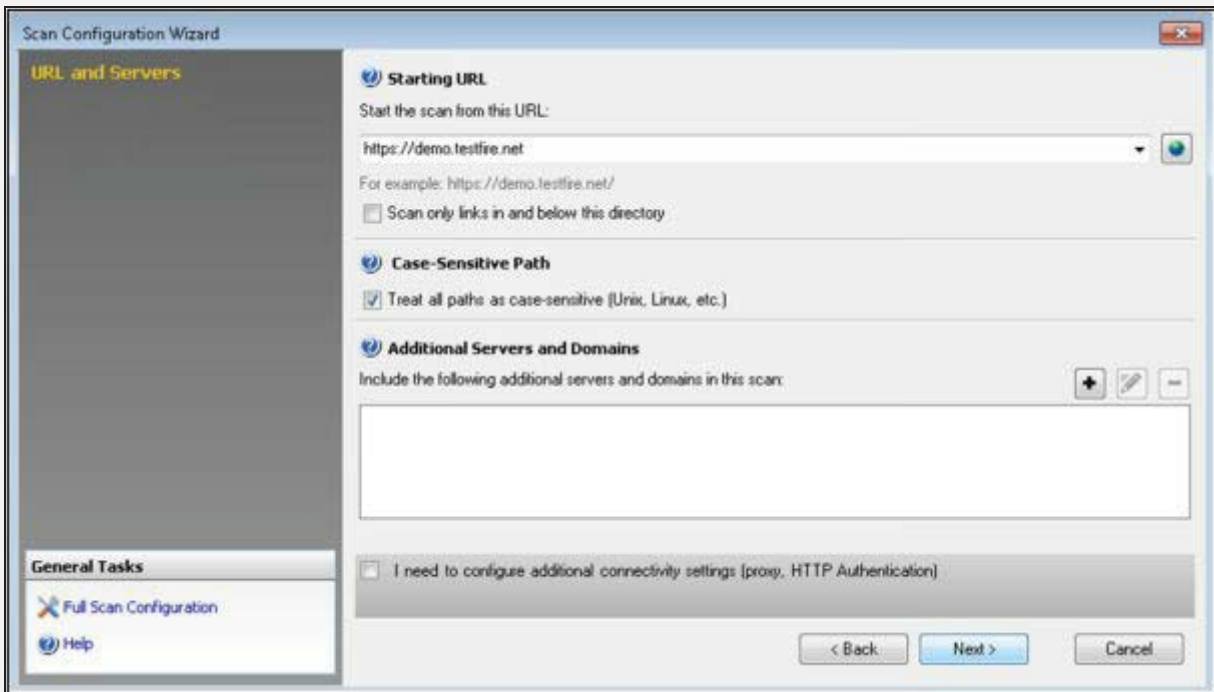 Scan Configuration Wizard
URL and Servers
Starting URL
Start the scan from this URL:
https://demo.testfire.net
For example: https://demo.testfire.net/
Scan only links in and below this directory
Case-Sensitive Path
Treat all paths as case-sensitive (Unix, Linux, etc.)
Additional Servers and Domains
Include the following additional servers and domains in this scan:
I need to configure additional connectivity settings (proxy, HTTP Authentication)
General Tasks
Full Scan Configuration
Help
< Back Next > Cancel